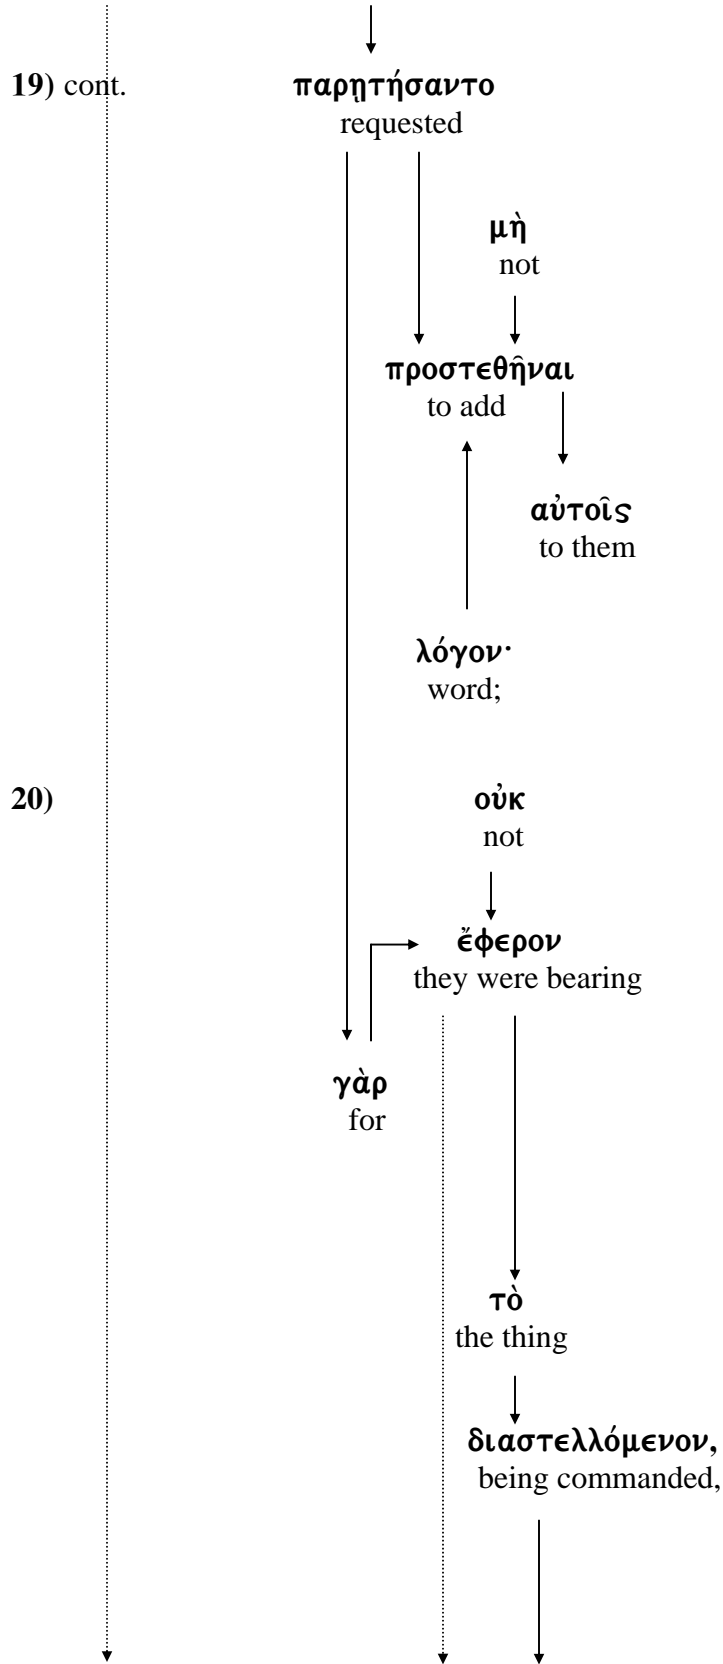 19) cont.
παρῃτήσαντο
requested
μὴ
not
προστεθῆναι
to add
αὐτοῖς
to them
λόγον·
word;
20)
οὐκ
not
ἔφερον
they were bearing
γὰρ
for
τὸ
the thing
διαστελλόμενον,
being commanded,